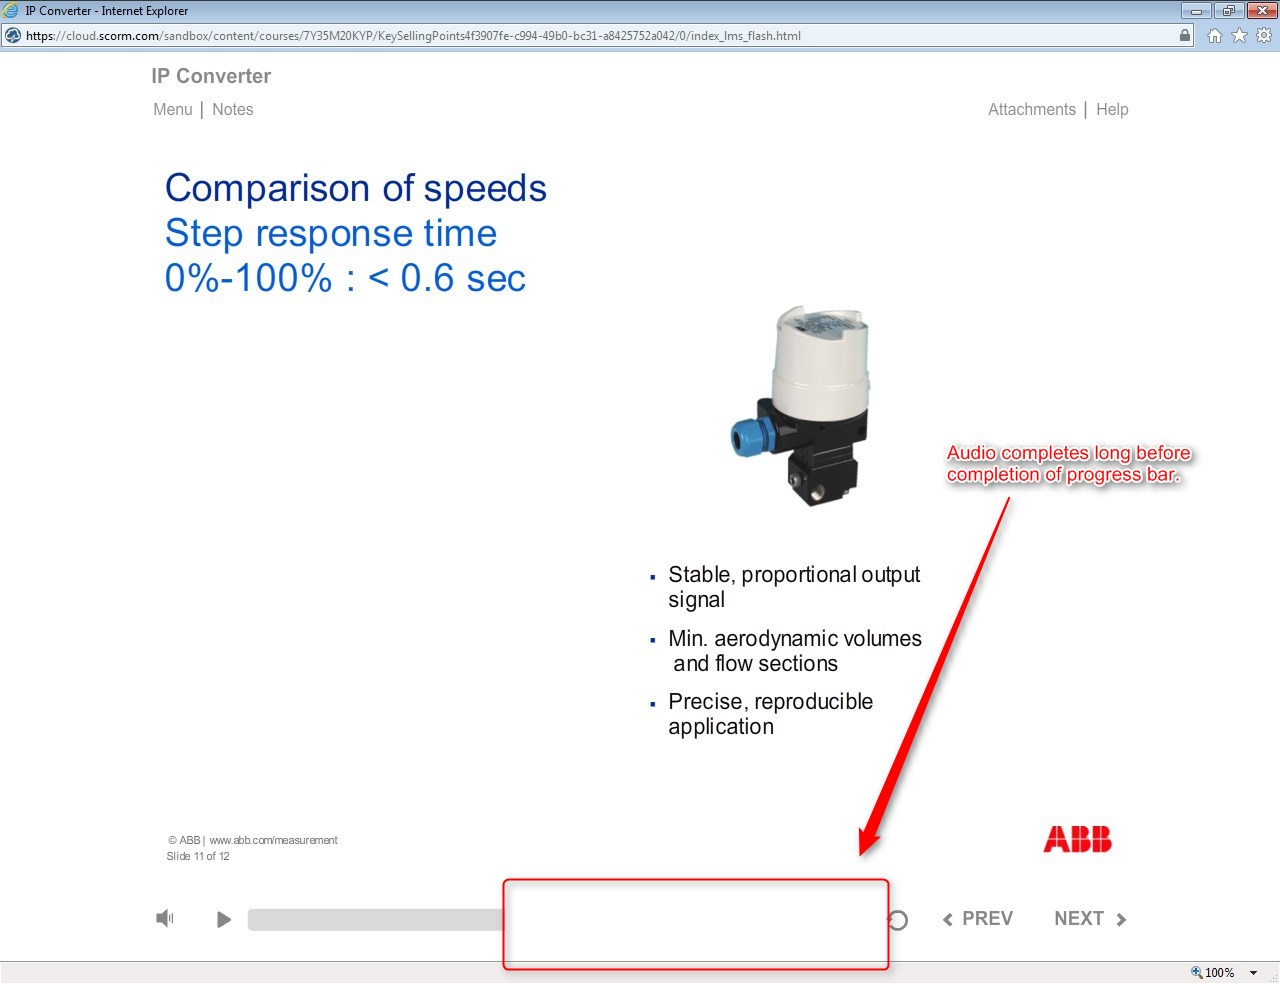 IP Converter - Internet Explorer
https://cloud.scorm.com/sandbox/content/courses/7Y35M20KYP/KeySellingPoints4f3907fe-c994-49b0-bc31-a8425752a042/0/index_lms_flash.html
IP Converter
Menu | Notes
Attachments | Help
Comparison of speeds
Step response time
0%-100% : < 0.6 sec
Audio completes long before
completion of progress bar.
▪ Stable, proportional output
signal
▪ Min. aerodynamic volumes
and flow sections
▪ Precise, reproducible
application
© ABB | www.abb.com/measurement
Slide 11 of 12
ABB
PREV
NEXT
100%